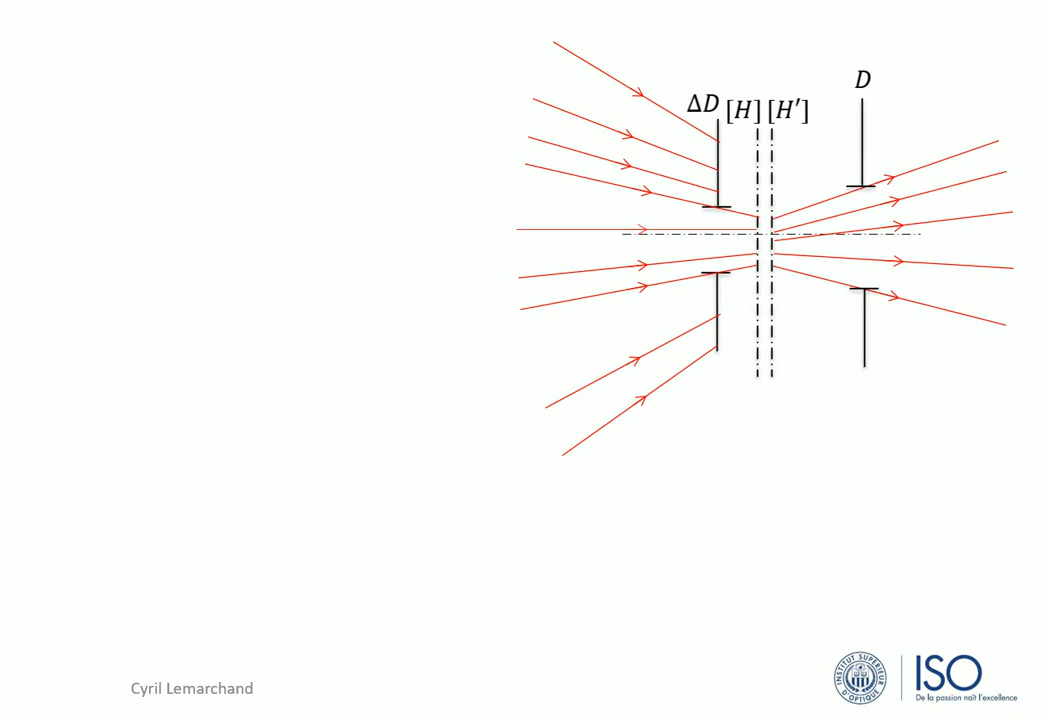 D
ΔD [H] [H′]
Cyril Lemarchand
INSTITUT SUPÉRIEUR D'OPTIQUE
ISO
De la passion naît l'excellence